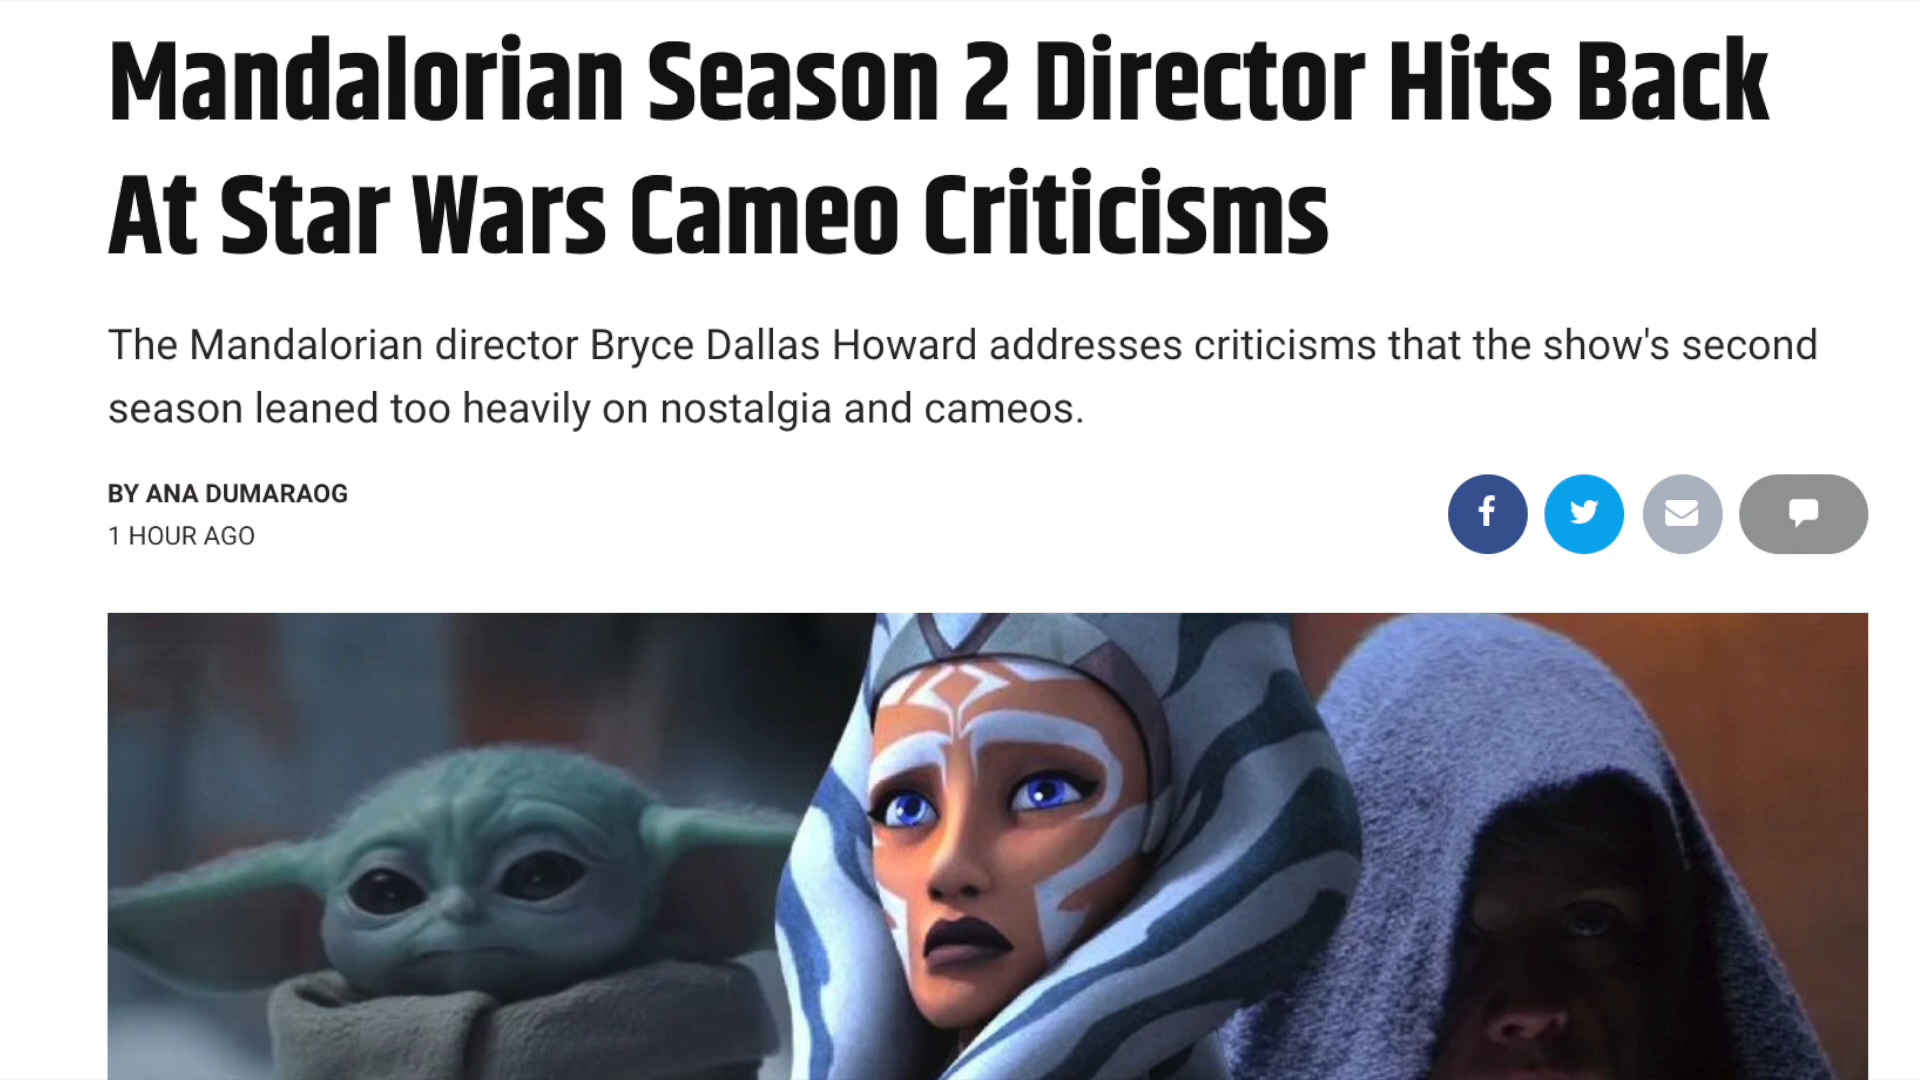 Mandalorian Season 2 Director Hits Back
At Star Wars Cameo Criticisms
The Mandalorian director Bryce Dallas Howard addresses criticisms that the show's second
season leaned too heavily on nostalgia and cameos.
BY ANA DUMARAOG
1 HOUR AGO